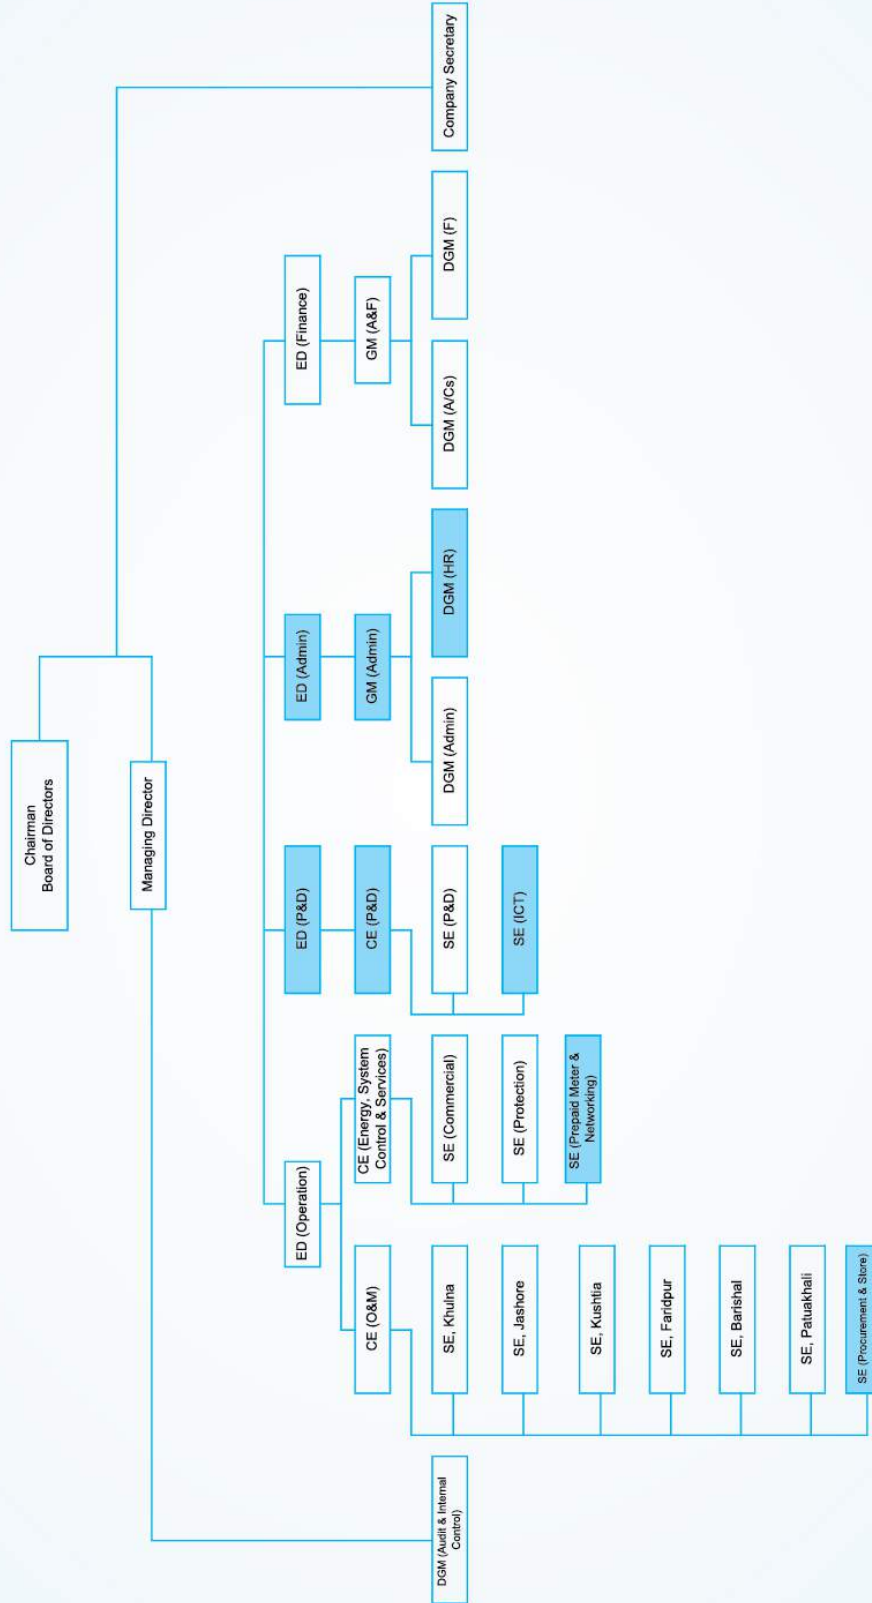 Chairman
Board of Directors
Managing Director
Company Secretary
DGM (Audit & Internal
Control)
ED (Operation)
ED (P&D)
ED (Admin)
ED (Finance)
CE (O&M)
CE (Energy, System
Control & Services)
CE (P&D)
GM (Admin)
GM (A&F)
SE, Khulna
SE, Jashore
SE, Kushtia
SE, Faridpur
SE, Barishal
SE, Patuakhali
SE (Procurement & Store)
SE (Commercial)
SE (Protection)
SE (Prepaid Meter &
Networking)
SE (P&D)
SE (ICT)
DGM (Admin)
DGM (HR)
DGM (A/Cs)
DGM (F)